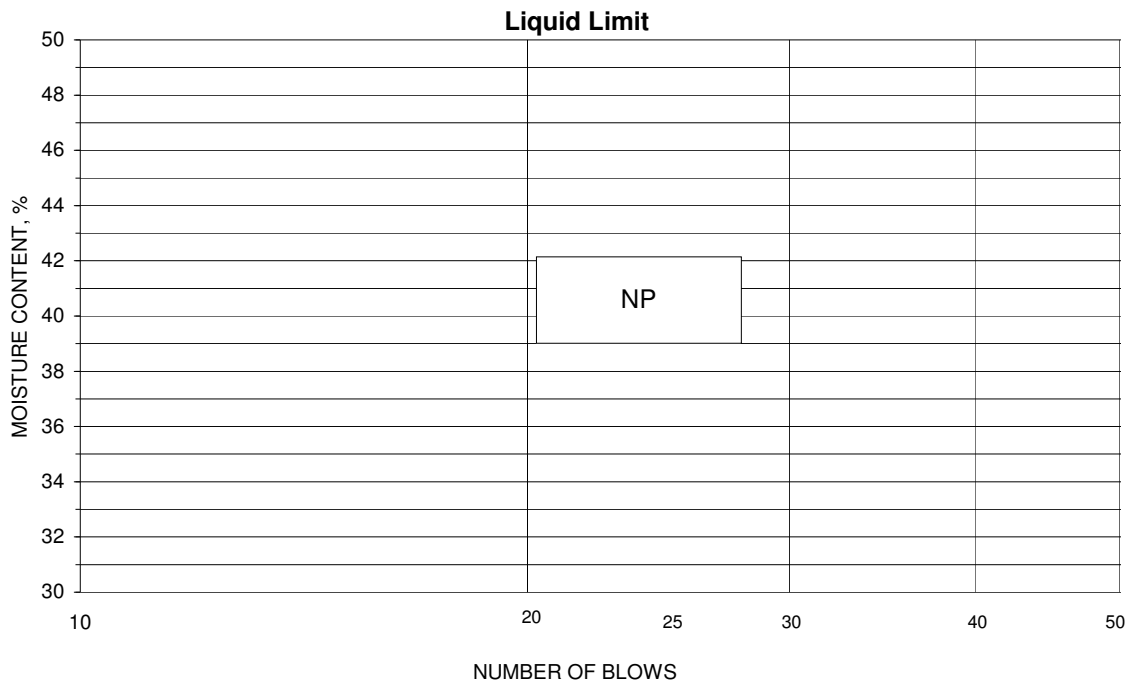 Liquid Limit
50
48
46
44
42
40
38
36
34
32
30
MOISTURE CONTENT, %
NP
10 20 25 30 40 50
NUMBER OF BLOWS